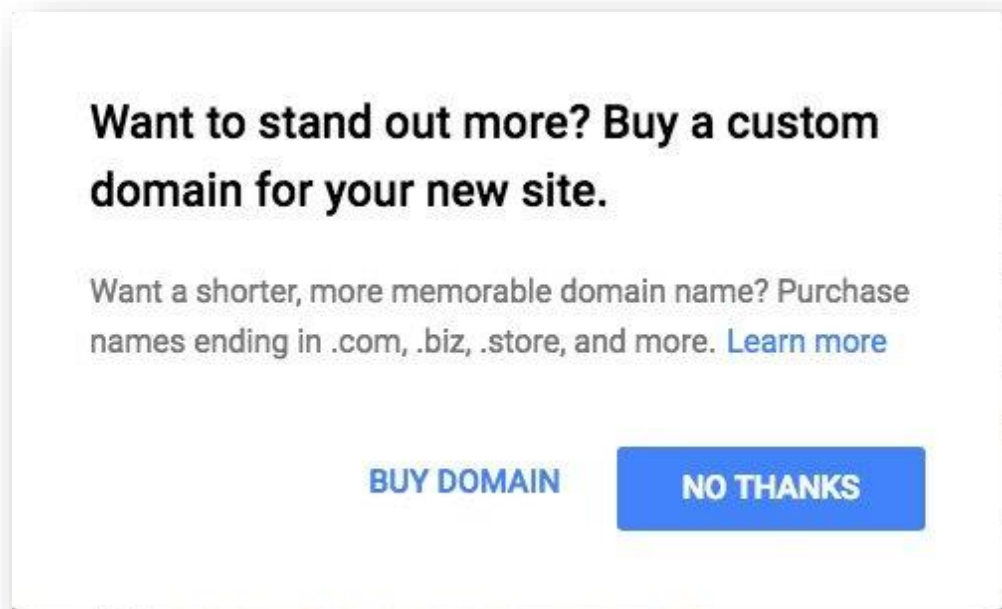 Want to stand out more? Buy a custom
domain for your new site.
Want a shorter, more memorable domain name? Purchase
names ending in .com, .biz, .store, and more. Learn more
BUY DOMAIN NO THANKS